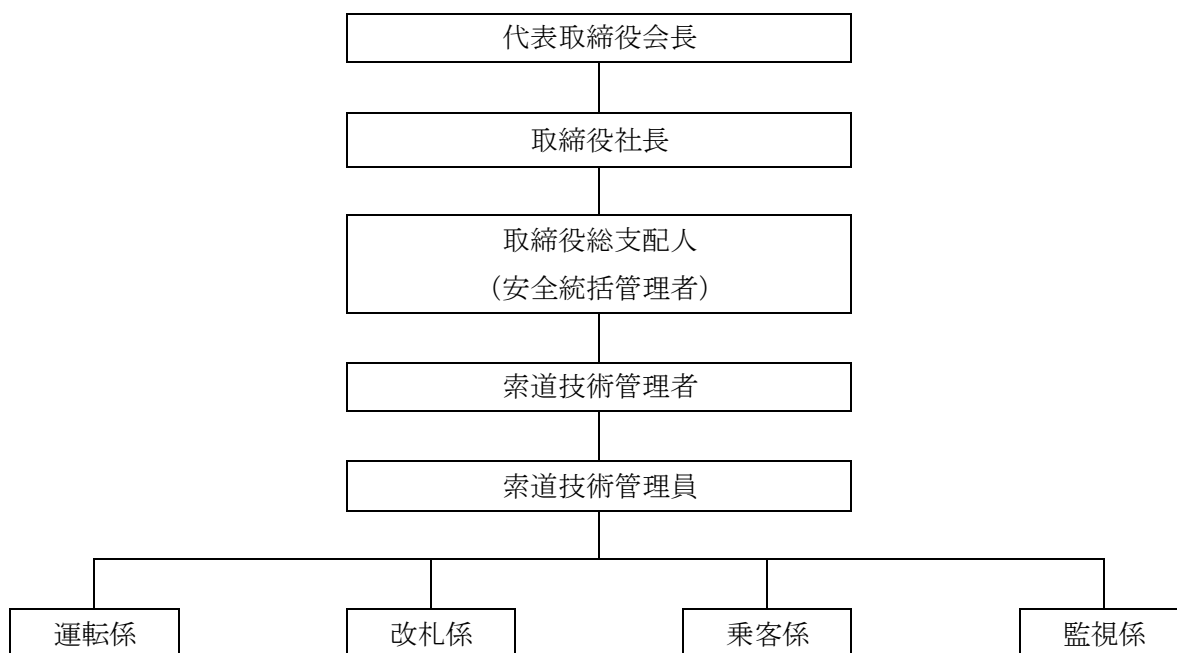 代表取締役会長
取締役社長
取締役総支配人
（安全統括管理者）
索道技術管理者
索道技術管理員
運転係
改札係
乗客係
監視係